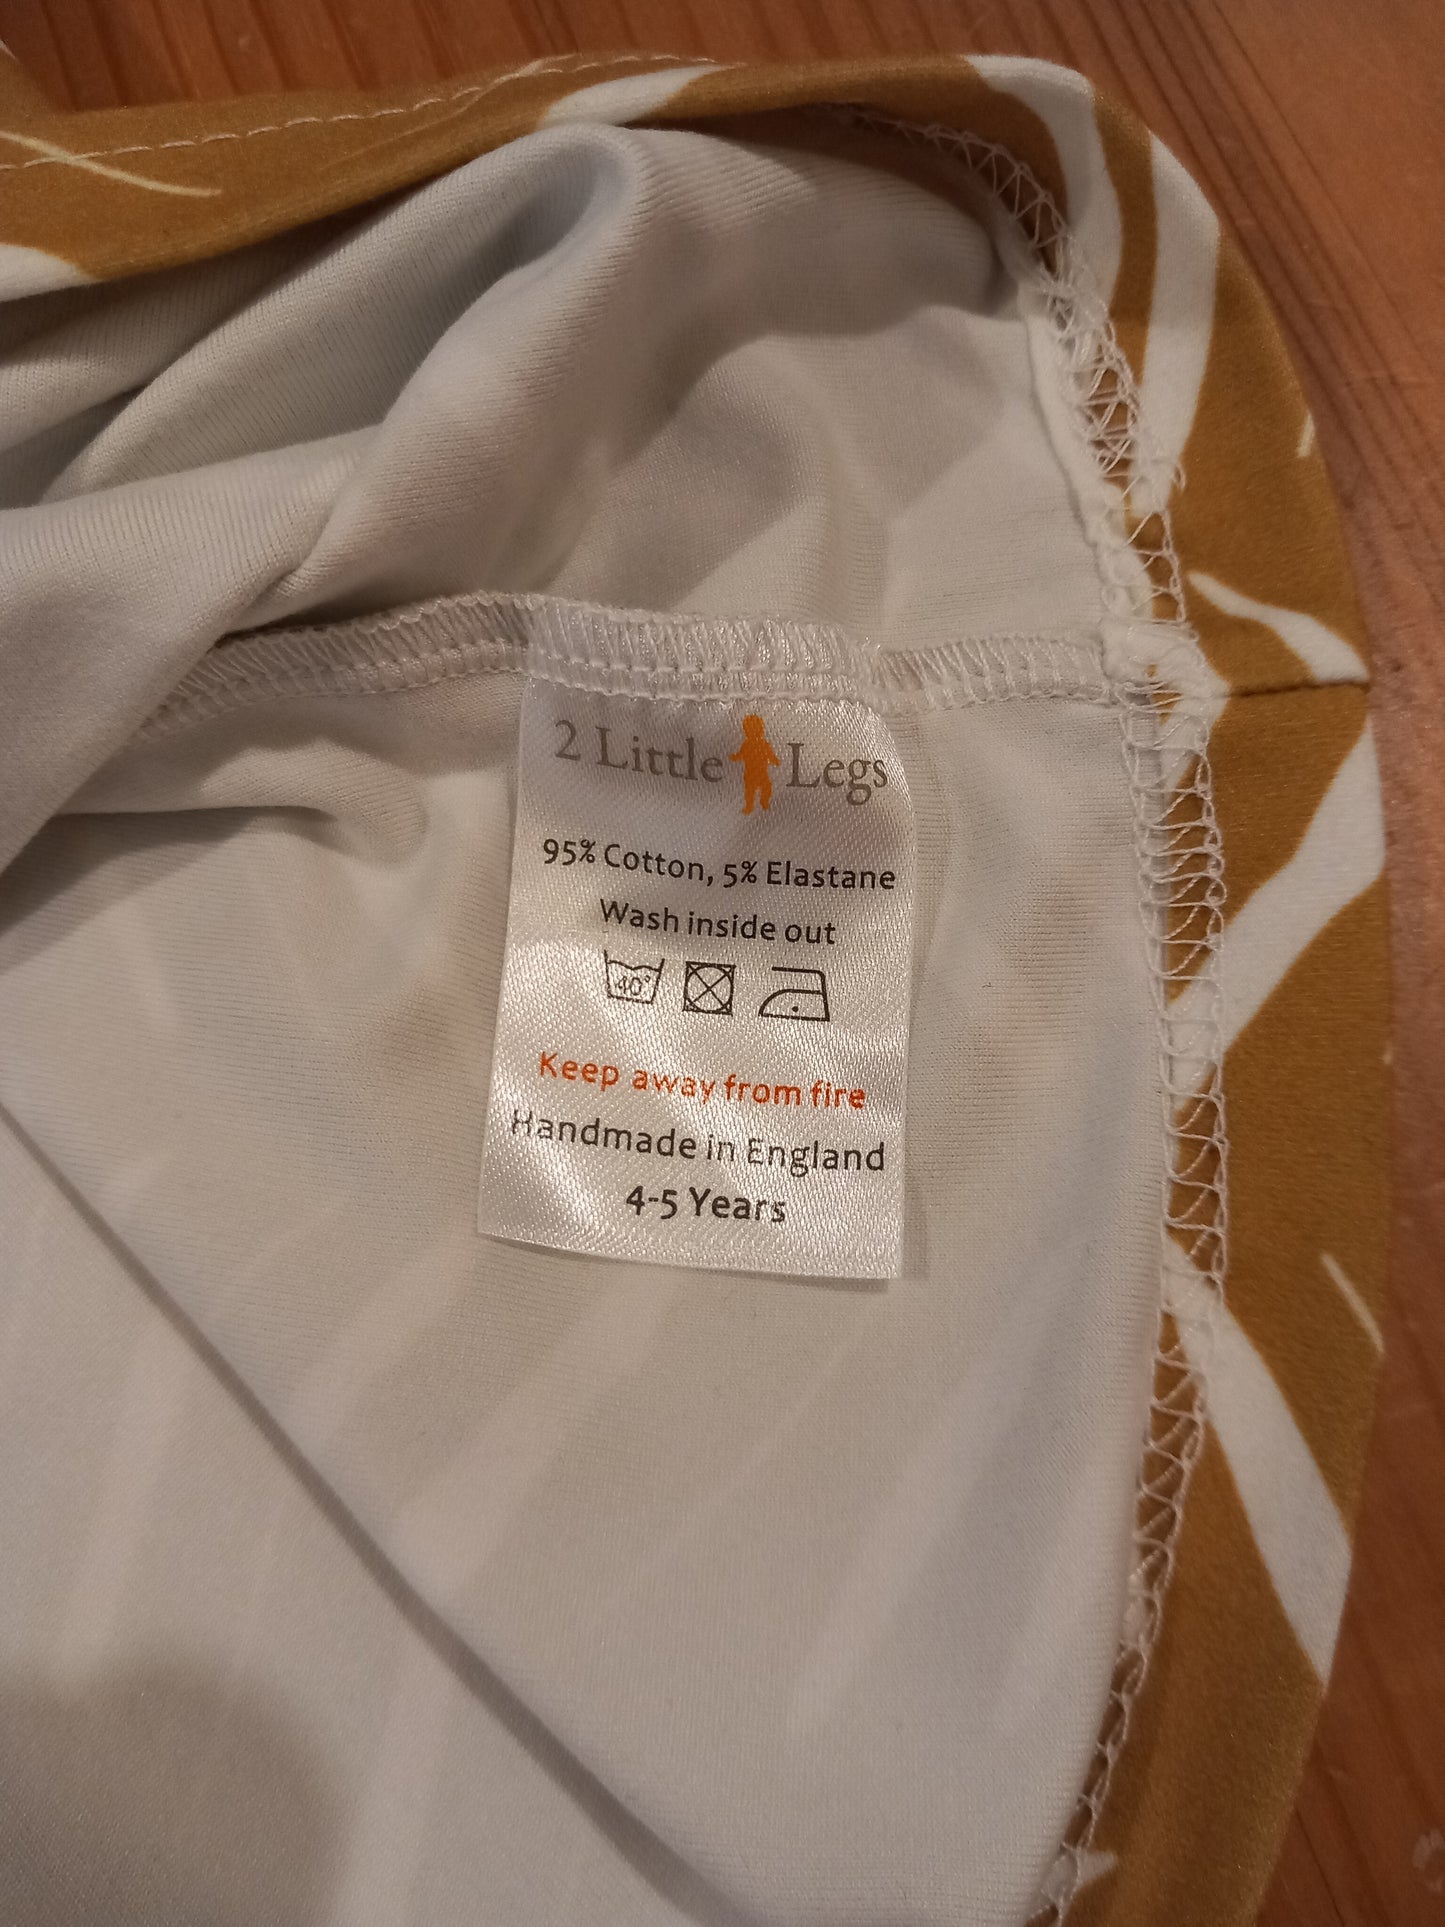 2 Little Legs
95% Cotton, 5% Elastane
Wash inside out
40°
Keep away from fire
Handmade in England
4-5 Years